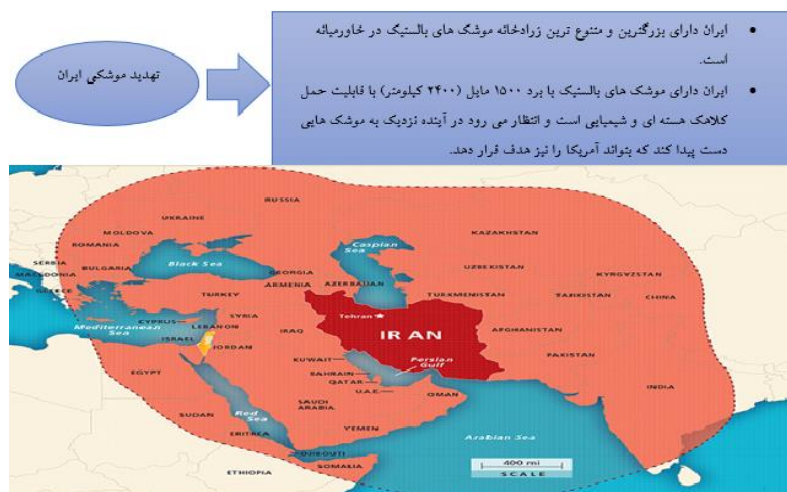 ایران دارای بزرگترین و متنوع ترین زرادخانه موشک های بالستیک در خاورمیانه
است.
ایران دارای موشک های بالستیک با برد ۱۵۰۰ مایل (۲۴۰۰ کیلومتر) با قابلیت حمل
کلاهک هسته ای و شیمیایی است و انتظار می رود در آینده نزدیک به موشک هایی
دست پیدا کند که بتواند آمریکا را نیز هدف قرار دهد.
تهدید موشکی ایران
RUSSIA
UKRAINE
MOLDOVA
ROMANIA
KAZAKHSTAN
Caspian
Sea
SERBIA
MACEDONIA
BULGARIA
Black Sea
GEORGIA
UZBEKISTAN
KYRGYZSTAN
GREECE
ARMENIA
AZERBAIJAN
TURKEY
TURKMENISTAN
TAJIKISTAN
CHINA
CYPRUS
SYRIA
Tehran
Mediterranean
Sea
LEBANON
IRAN
AFGHANISTAN
ISRAEL
JORDAN
IRAQ
KUWAIT
Persian
Gulf
PAKISTAN
EGYPT
BAHRAIN
QATAR
U.A.E.
OMAN
INDIA
SAUDI
ARABIA
SUDAN
Red
Sea
YEMEN
ERITREA
Arabian Sea
DJIBOUTI
SOMALIA
ETHIOPIA
400 mi
SCALE